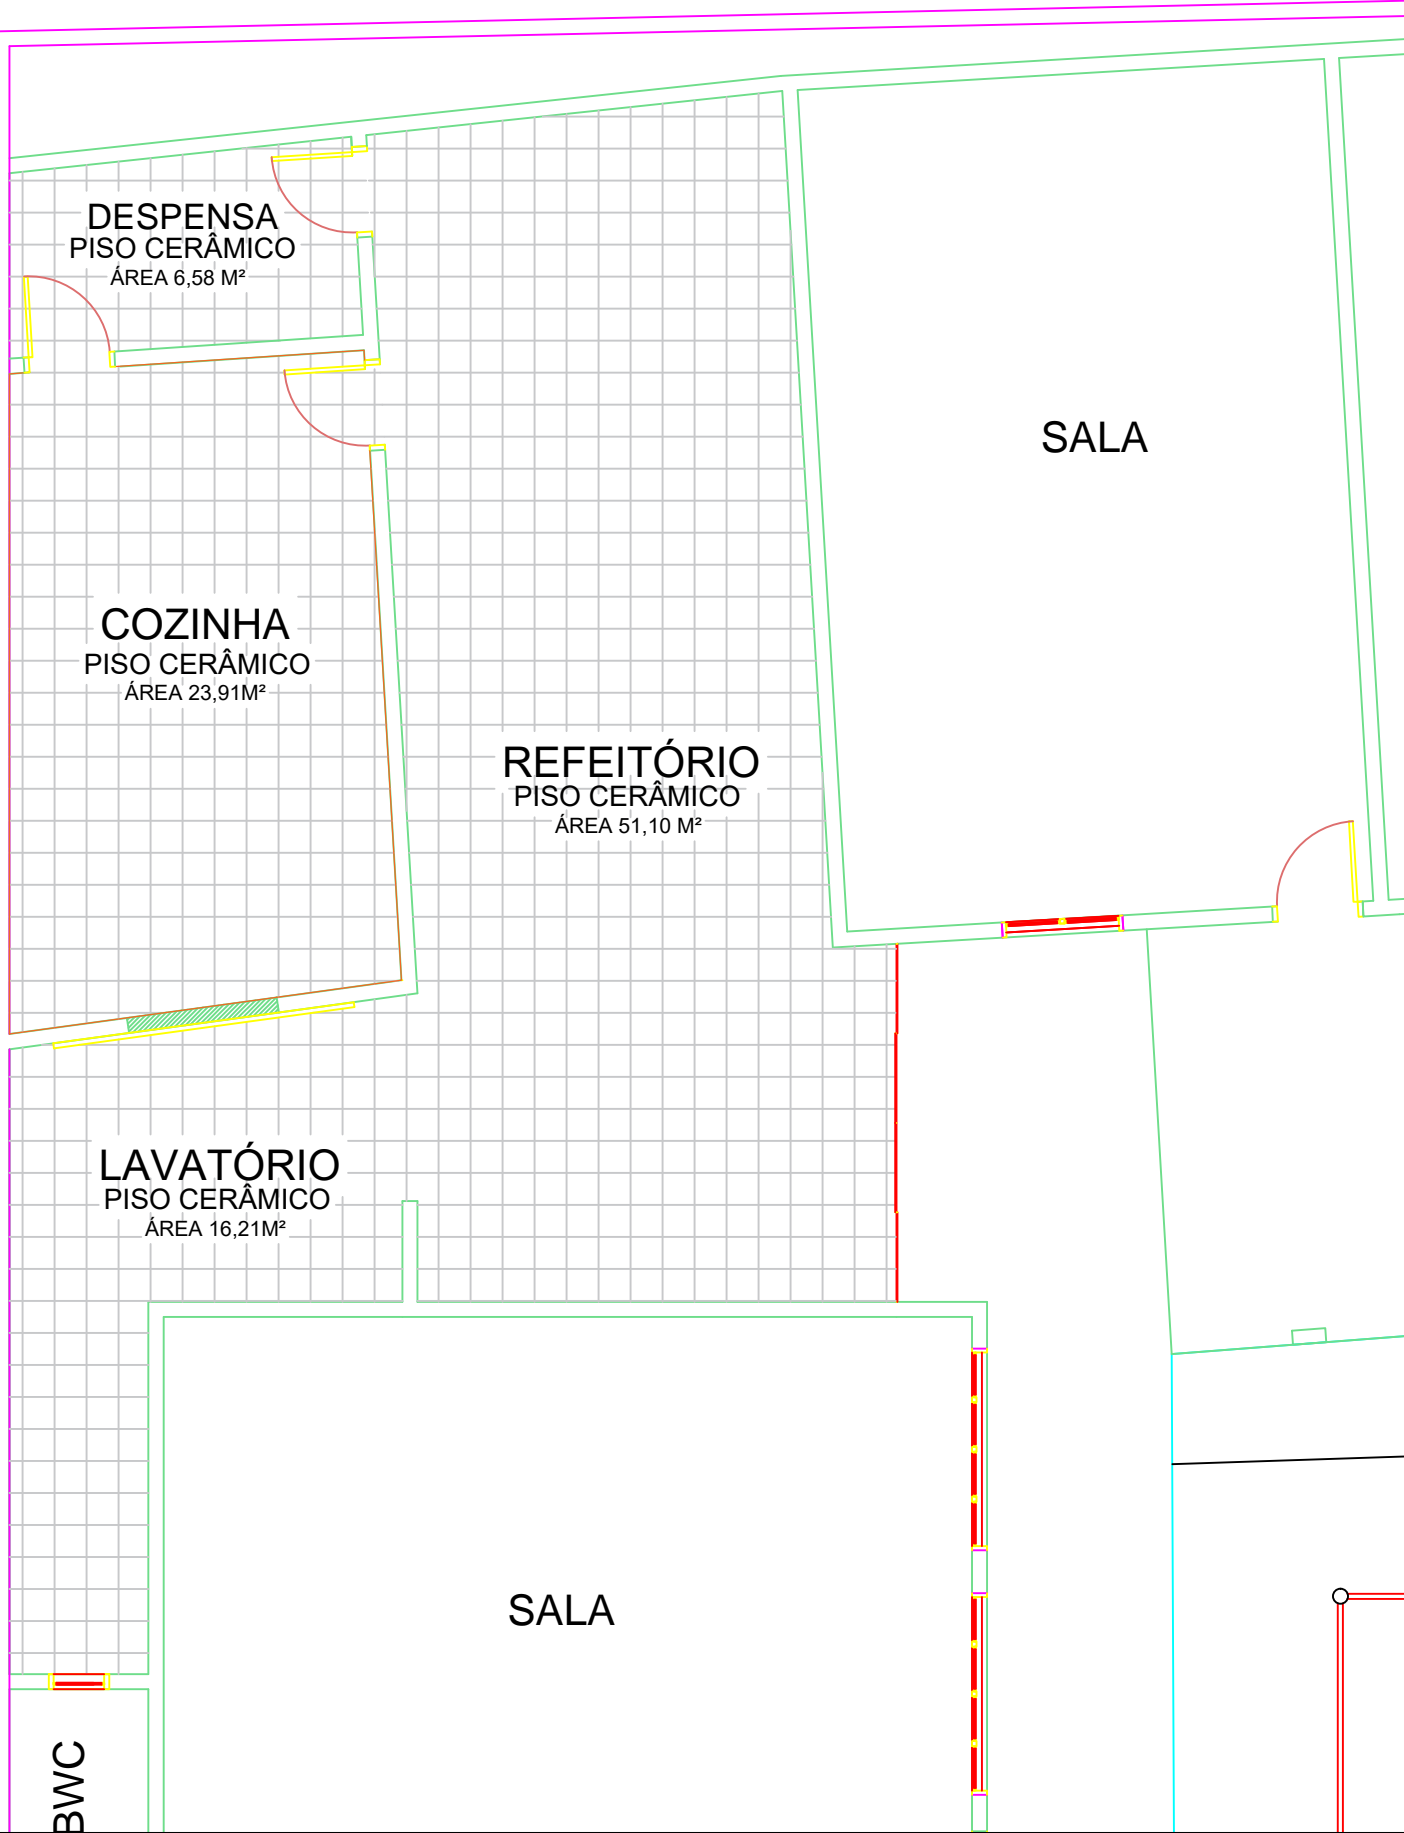 DESPENSA
PISO CERÂMICO
ÁREA 6,58 M²
SALA
COZINHA
PISO CERÂMICO
ÁREA 23,91M²
REFEITÓRIO
PISO CERÂMICO
ÁREA 51,10 M²
LAVATÓRIO
PISO CERÂMICO
ÁREA 16,21M²
SALA
BWC